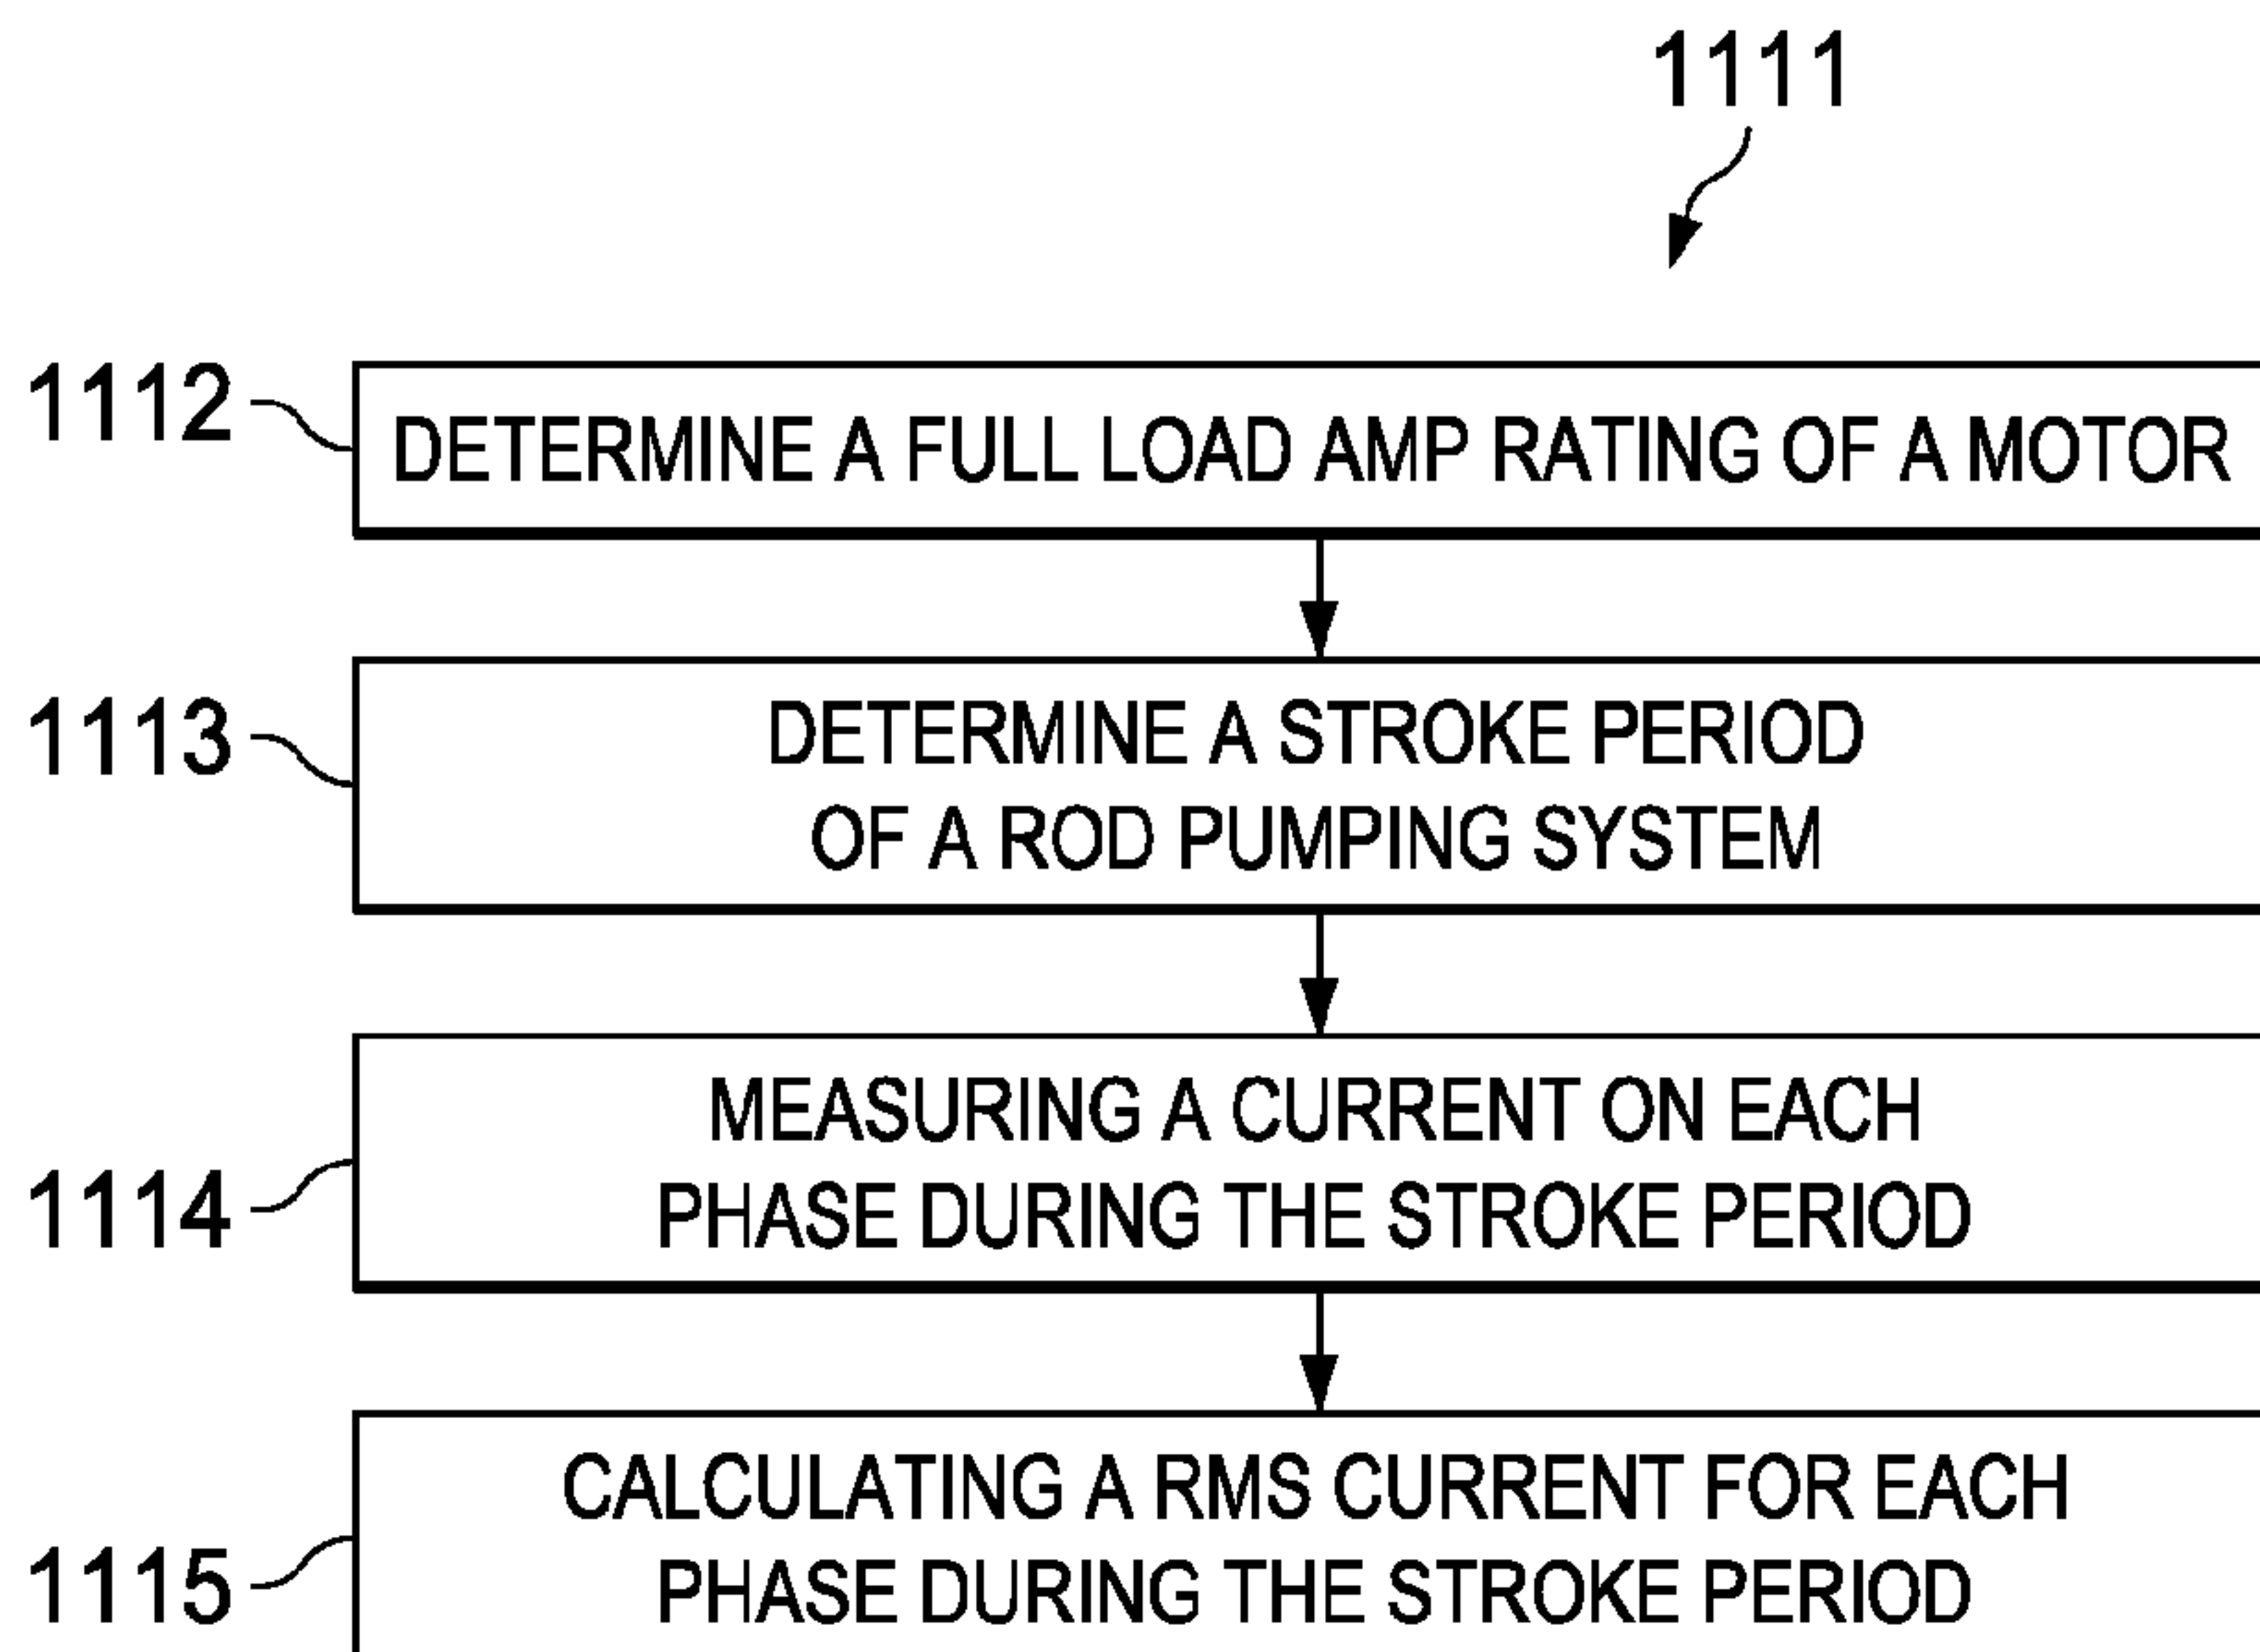 1111
1112
DETERMINE A FULL LOAD AMP RATING OF A MOTOR
1113
DETERMINE A STROKE PERIOD
OF A ROD PUMPING SYSTEM
1114
MEASURING A CURRENT ON EACH
PHASE DURING THE STROKE PERIOD
1115
CALCULATING A RMS CURRENT FOR EACH
PHASE DURING THE STROKE PERIOD